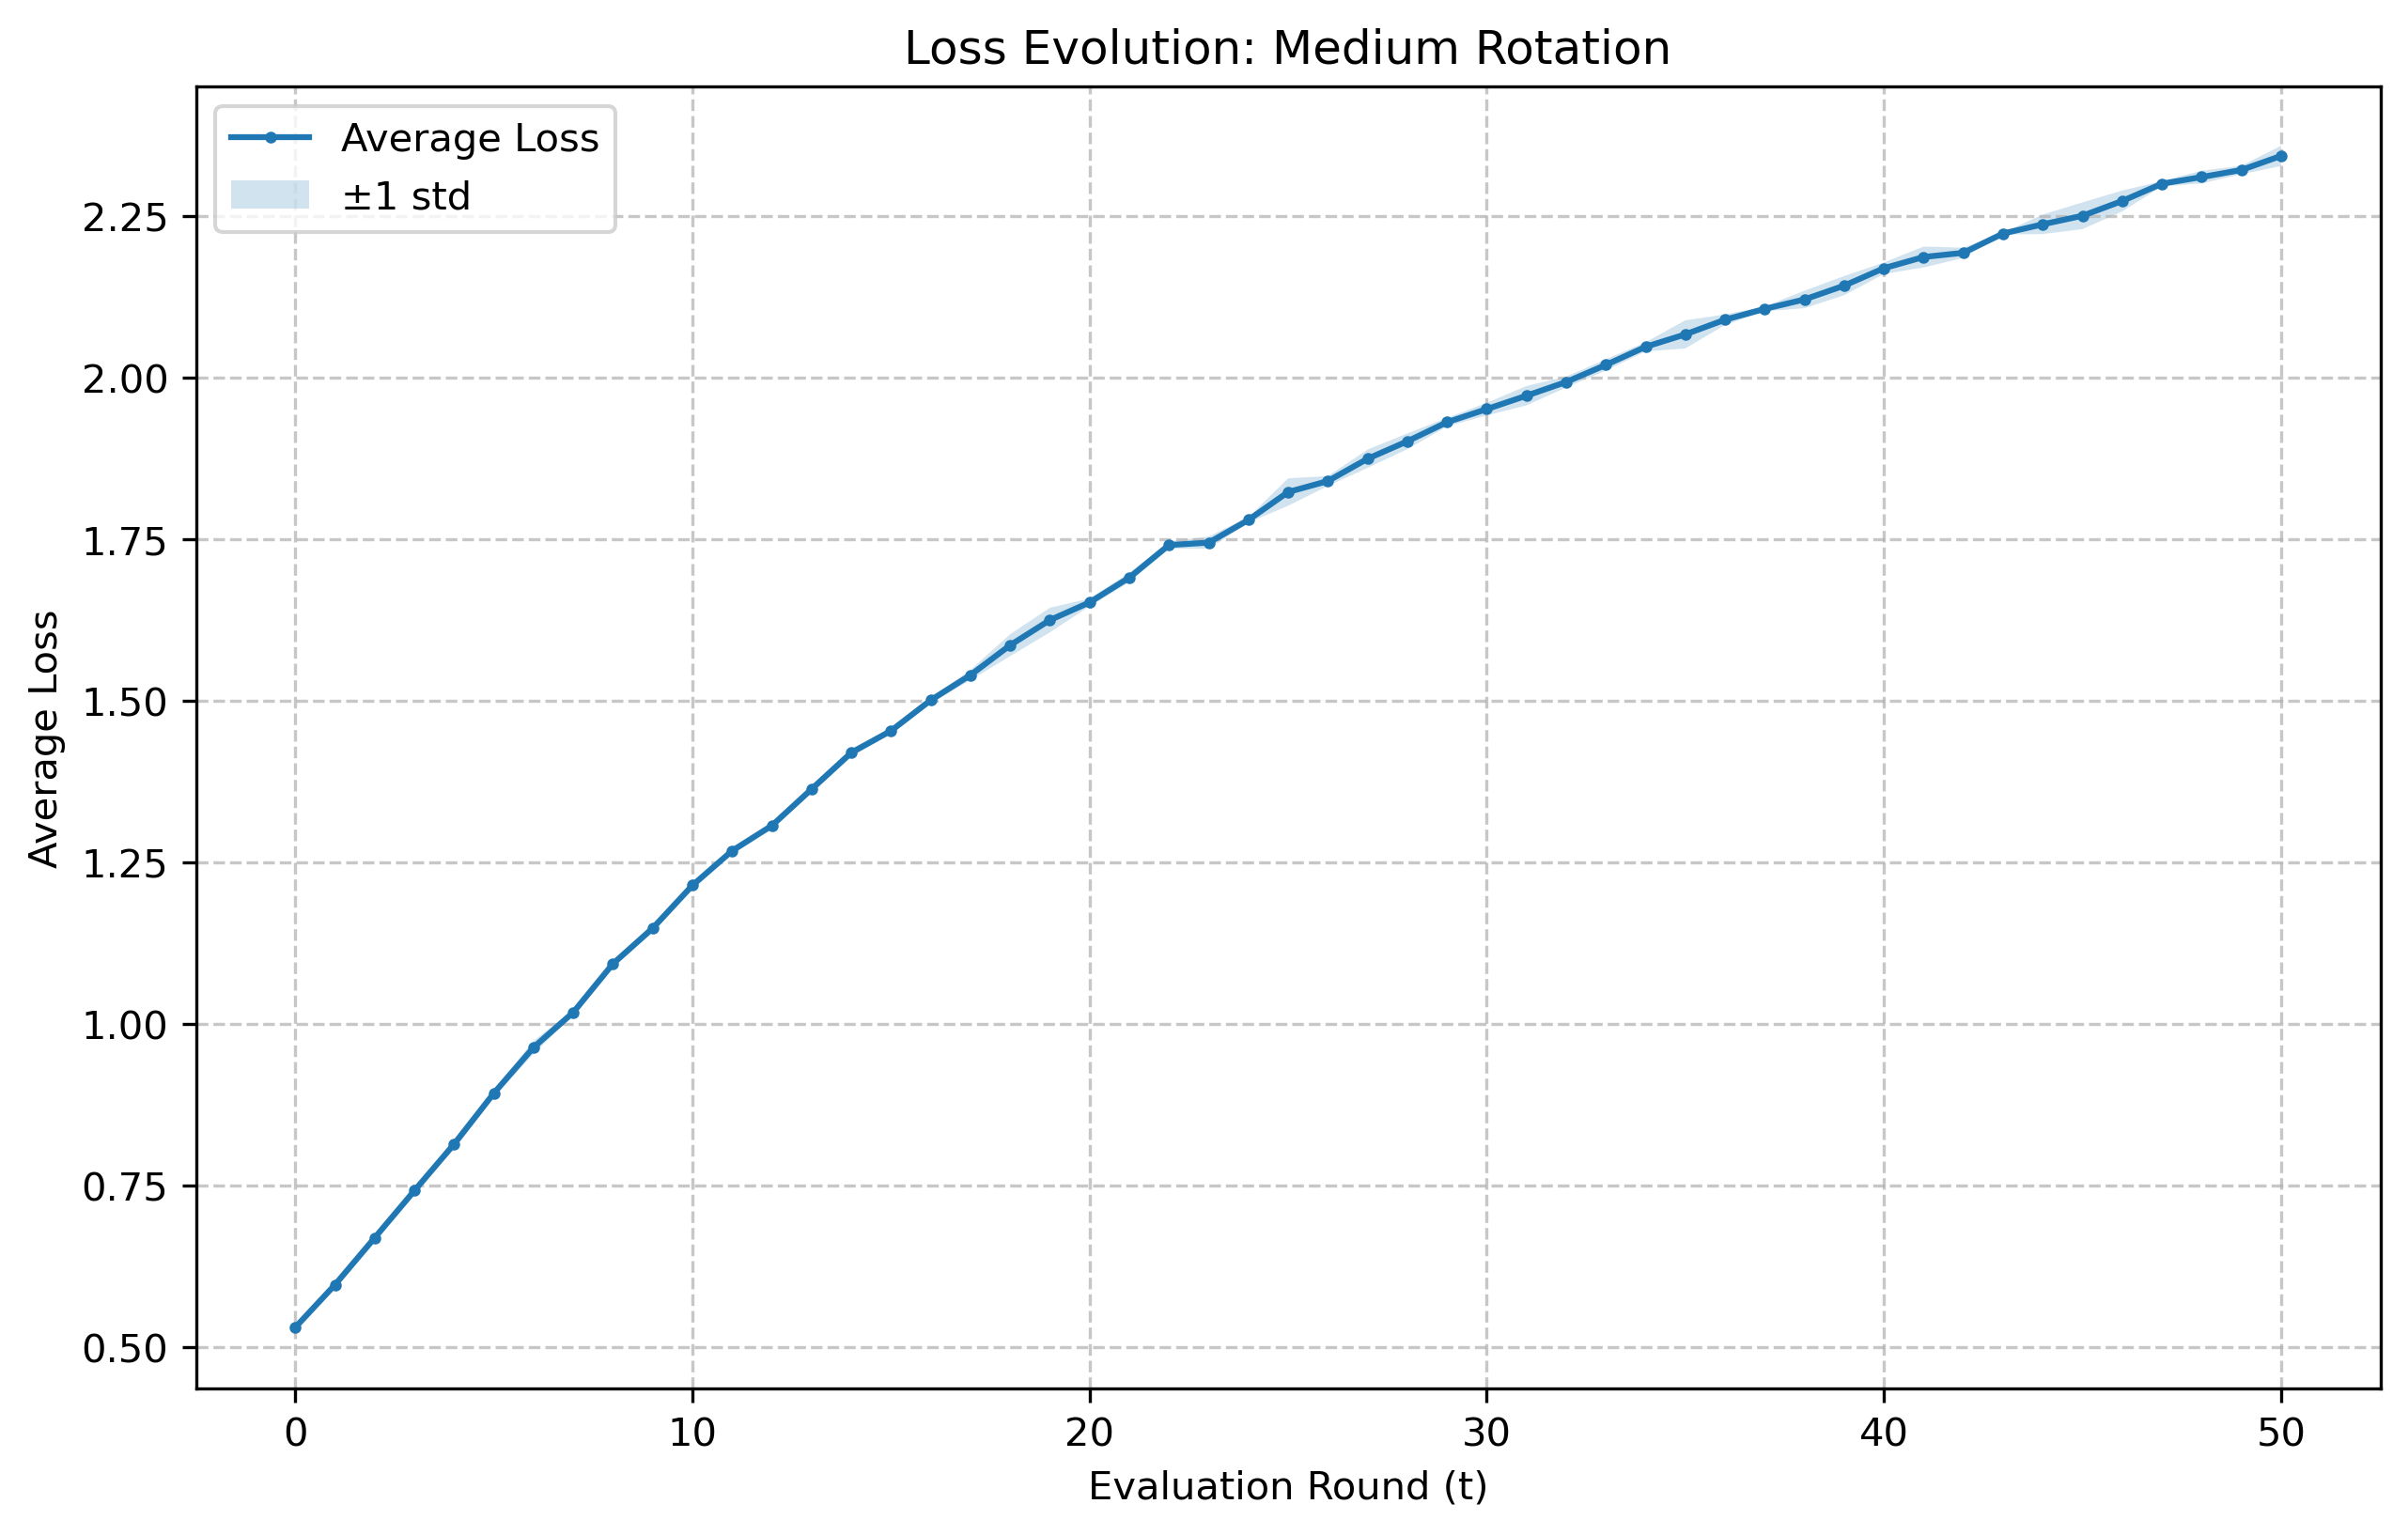 Loss Evolution: Medium Rotation
Average Loss
±1 std
2.25
2.00
1.75
1.50
1.25
1.00
0.75
0.50
Average Loss
0
10
20
30
40
50
Evaluation Round (t)